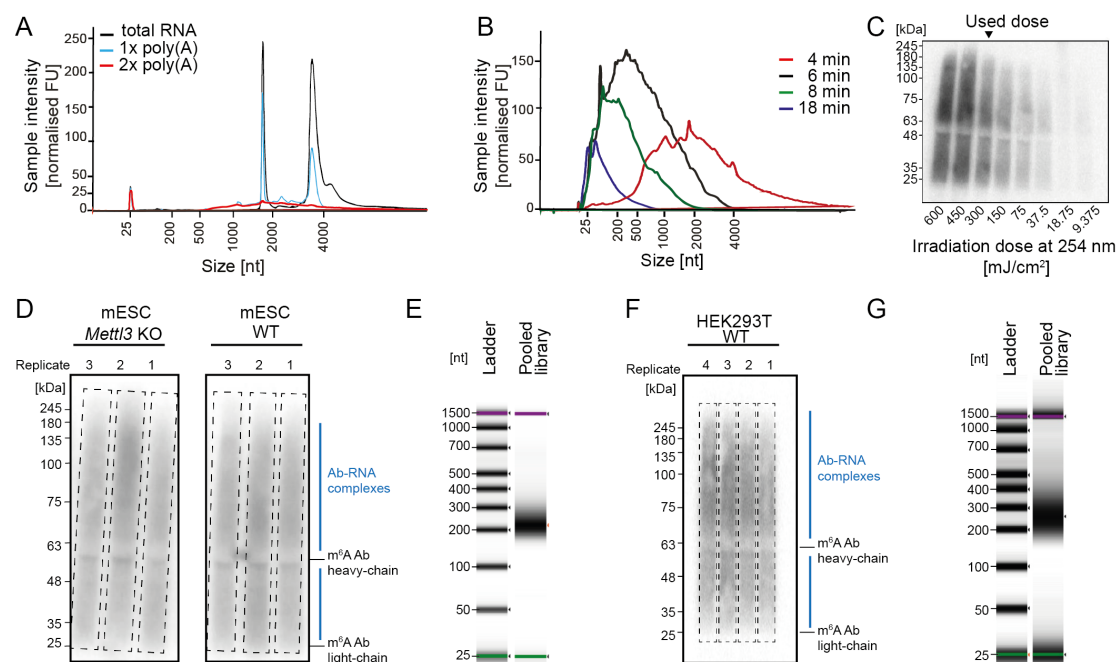 A
total RNA
1x poly(A)
2x poly(A)
Sample intensity
[normalised FU]
250
200
150
100
50
25
0
25
200
500
1000
2000
4000
Size [nt]
B
4 min
6 min
8 min
18 min
Sample intensity
[normalised FU]
150
100
50
0
25
200
500
1000
2000
4000
Size [nt]
C
Used dose
[kDa]
245
180
135
100
75
63
48
35
25
600
450
300
150
75
37.5
18.75
9.375
Irradiation dose at 254 nm
[mJ/cm²]
D
mESC
Mettl3 KO
mESC
WT
Replicate
3 2 1
3 2 1
[kDa]
245
180
135
100
75
63
48
35
25
Ab-RNA
complexes
m⁶A Ab
heavy-chain
m⁶A Ab
light-chain
E
[nt]
Ladder
Pooled
library
1500
1000
700
500
400
300
200
100
50
25
F
HEK293T
WT
Replicate
4 3 2 1
[kDa]
245
180
135
100
75
63
48
35
25
Ab-RNA
complexes
m⁶A Ab
heavy-chain
m⁶A Ab
light-chain
G
[nt]
Ladder
Pooled
library
1500
1000
700
500
400
300
200
100
50
25